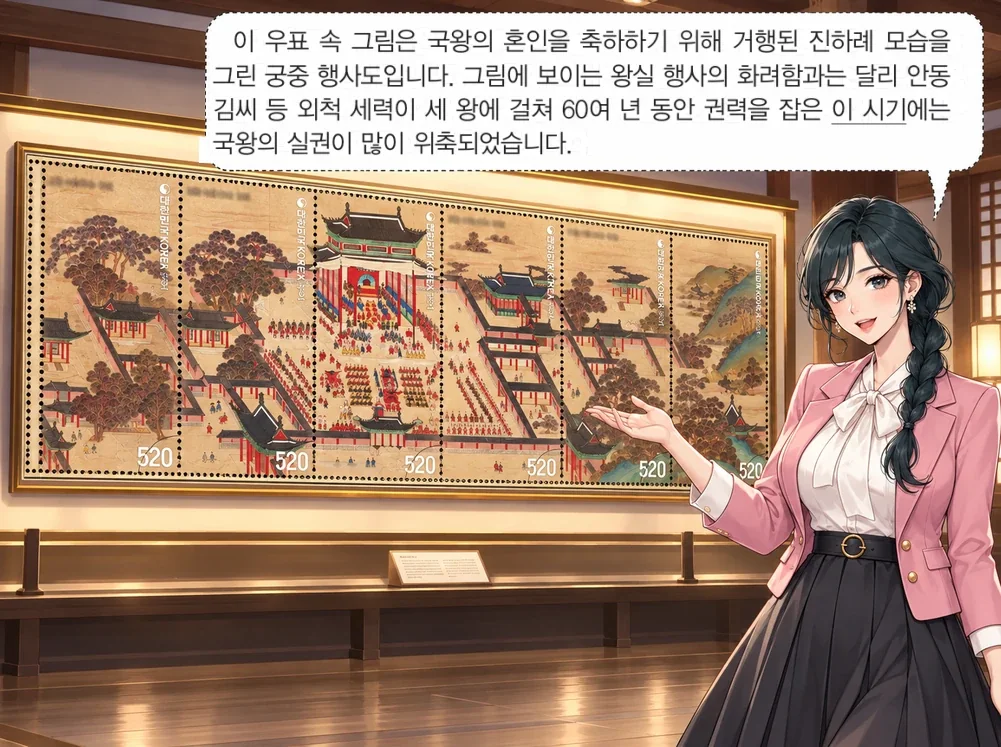 이 우표 속 그림은 국왕의 혼인을 축하하기 위해 거행된 진하례 모습을
그린 궁중 행사도입니다. 그림에 보이는 왕실 행사의 화려함과는 달리 안동
김씨 등 외척 세력이 세 왕에 걸쳐 60여 년 동안 권력을 잡은 이 시기에는
국왕의 실권이 많이 위축되었습니다.
대한민국 KOREA
대한민국 KOREA
대한민국 KOREA
대한민국 KOREA
대한민국 KOREA
대한민국 KOREA
520
520
520
520
520
520